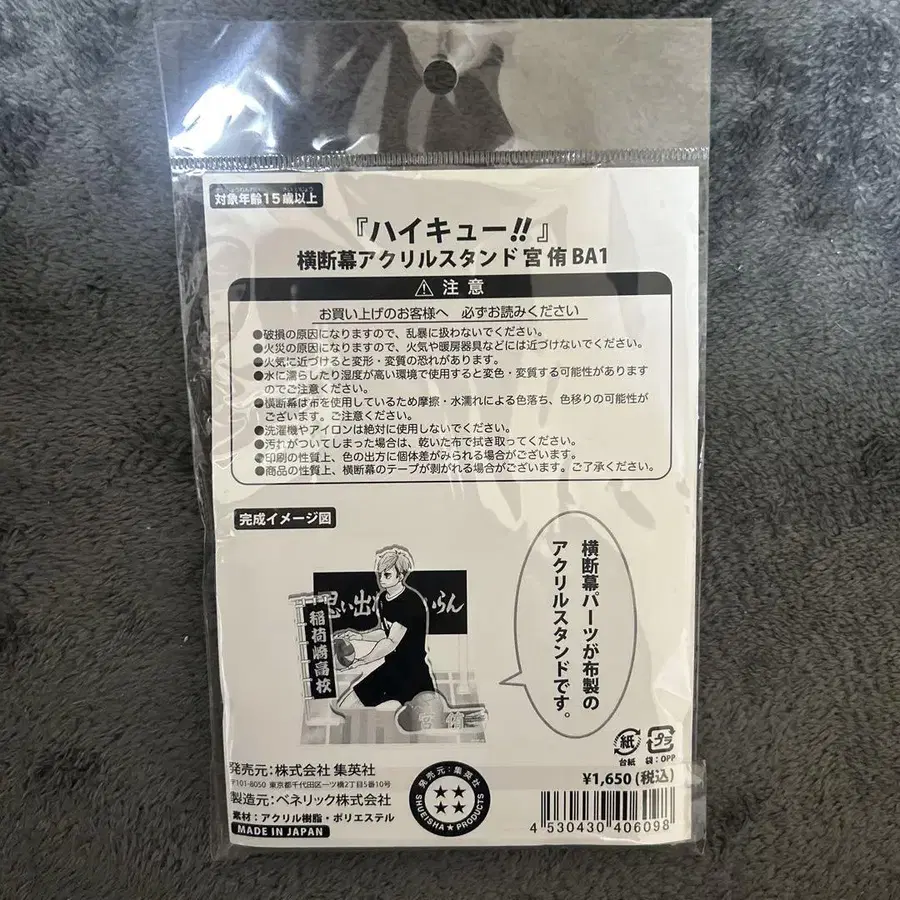 対象年齢15歳以上
『ハイキュー!!』
横断幕アクリルスタンド 宮 侑 BA1
⚠ 注意
お買い上げのお客様へ 必ずお読みください
●破損の原因になりますので、乱暴に扱わないでください。
●火災の原因になりますので、火気や暖房器具などには近づけないでください。
●火気に近づけると変形・変質の恐れがあります。
●水に濡らしたり湿度が高い環境で使用すると変色・変質する可能性があります
のでご注意ください。
●横断幕は布を使用しているため摩擦・水濡れによる色落ち、色移りの可能性が
ございます。ご注意ください。
●洗濯機やアイロンは絶対に使用しないでください。
●汚れがついてしまった場合は、乾いた布で拭き取ってください。
●印刷の性質上、色の出方に個体差がみられる場合がございます。
●商品の性質上、横断幕のテープが剥がれる場合がございます。ご了承ください。
完成イメージ図
横断幕パーツが布製の
アクリルスタンドです。
思い出 らん
稲荷崎高校
宮 侑
紙
台紙
プラ
袋:OPP
¥1,650(税込)
発売元:株式会社 集英社
〒101-8050 東京都千代田区一ツ橋2丁目5番10号
製造元:ベネリック株式会社
素材:アクリル樹脂・ポリエステル
MADE IN JAPAN
発売元:集英社
SHUEISHA★PRODUCTS
4 530430 406098